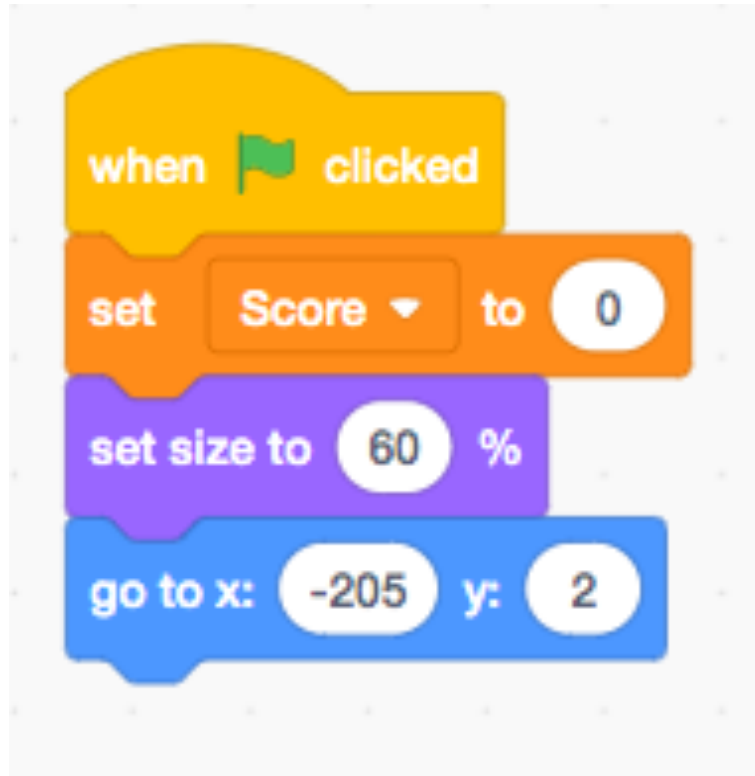 when clicked
set Score to 0
set size to 60 %
go to x: -205 y: 2